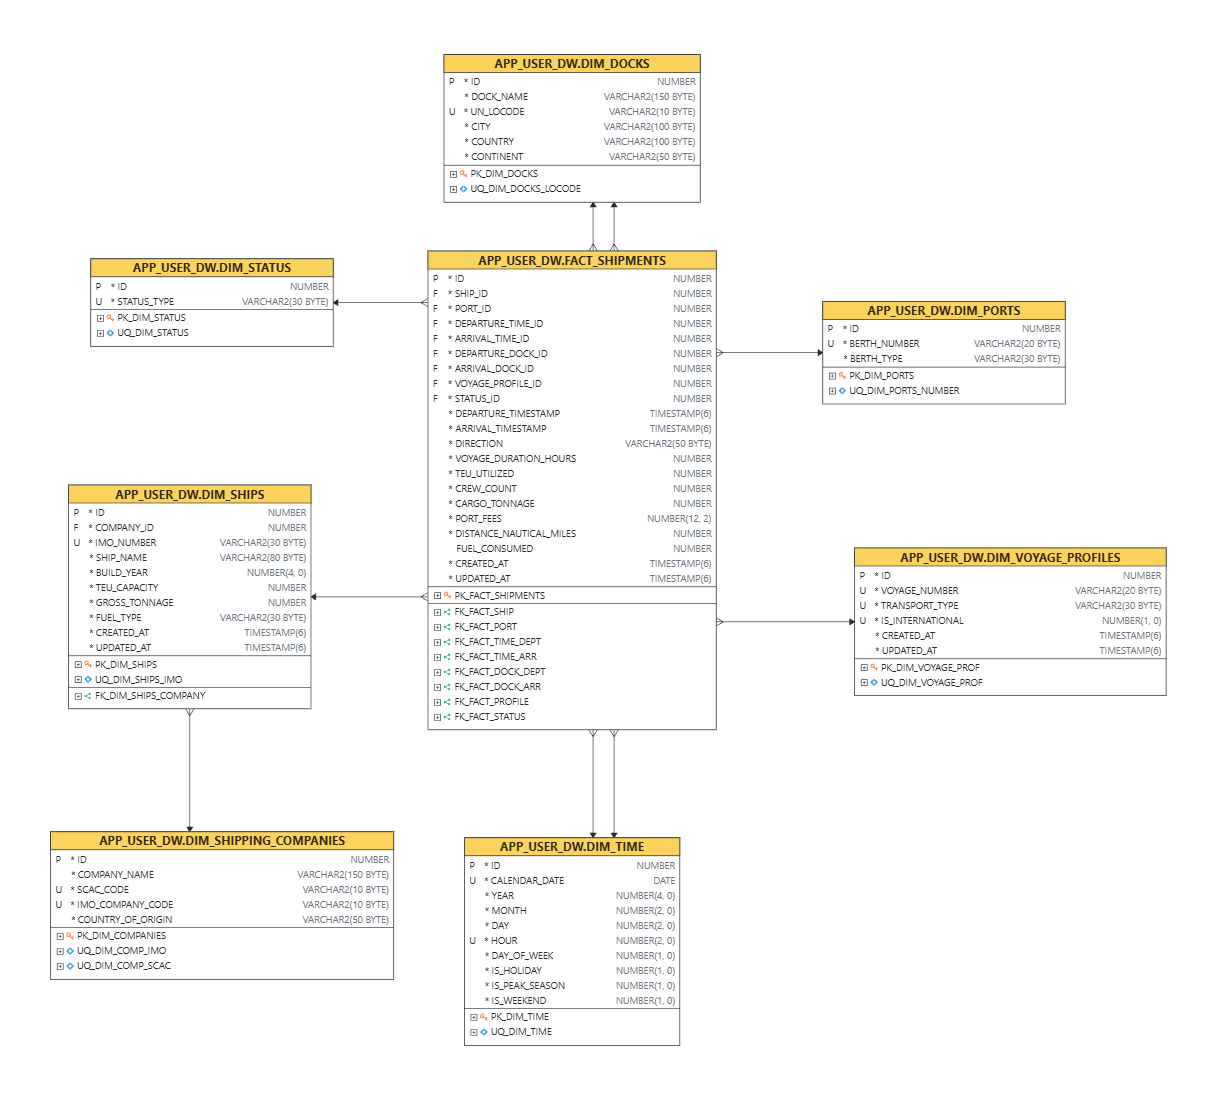 APP_USER_DW.DIM_DOCKS
P * ID NUMBER
* DOCK_NAME VARCHAR2(150 BYTE)
U * UN_LOCODE VARCHAR2(10 BYTE)
* CITY VARCHAR2(100 BYTE)
* COUNTRY VARCHAR2(100 BYTE)
* CONTINENT VARCHAR2(50 BYTE)
PK_DIM_DOCKS
UQ_DIM_DOCKS_LOCODE
APP_USER_DW.DIM_STATUS
P * ID NUMBER
U * STATUS_TYPE VARCHAR2(30 BYTE)
PK_DIM_STATUS
UQ_DIM_STATUS
APP_USER_DW.FACT_SHIPMENTS
P * ID NUMBER
F * SHIP_ID NUMBER
F * PORT_ID NUMBER
F * DEPARTURE_TIME_ID NUMBER
F * ARRIVAL_TIME_ID NUMBER
F * DEPARTURE_DOCK_ID NUMBER
F * ARRIVAL_DOCK_ID NUMBER
F * VOYAGE_PROFILE_ID NUMBER
F * STATUS_ID NUMBER
* DEPARTURE_TIMESTAMP TIMESTAMP(6)
* ARRIVAL_TIMESTAMP TIMESTAMP(6)
* DIRECTION VARCHAR2(50 BYTE)
* VOYAGE_DURATION_HOURS NUMBER
* TEU_UTILIZED NUMBER
* CREW_COUNT NUMBER
* CARGO_TONNAGE NUMBER
* PORT_FEES NUMBER(12, 2)
* DISTANCE_NAUTICAL_MILES NUMBER
FUEL_CONSUMED NUMBER
* CREATED_AT TIMESTAMP(6)
* UPDATED_AT TIMESTAMP(6)
PK_FACT_SHIPMENTS
FK_FACT_SHIP
FK_FACT_PORT
FK_FACT_TIME_DEPT
FK_FACT_TIME_ARR
FK_FACT_DOCK_DEPT
FK_FACT_DOCK_ARR
FK_FACT_PROFILE
FK_FACT_STATUS
APP_USER_DW.DIM_PORTS
P * ID NUMBER
U * BERTH_NUMBER VARCHAR2(20 BYTE)
* BERTH_TYPE VARCHAR2(30 BYTE)
PK_DIM_PORTS
UQ_DIM_PORTS_NUMBER
APP_USER_DW.DIM_SHIPS
P * ID NUMBER
F * COMPANY_ID NUMBER
U * IMO_NUMBER VARCHAR2(30 BYTE)
* SHIP_NAME VARCHAR2(80 BYTE)
* BUILD_YEAR NUMBER(4, 0)
* TEU_CAPACITY NUMBER
* GROSS_TONNAGE NUMBER
* FUEL_TYPE VARCHAR2(30 BYTE)
* CREATED_AT TIMESTAMP(6)
* UPDATED_AT TIMESTAMP(6)
PK_DIM_SHIPS
UQ_DIM_SHIPS_IMO
FK_DIM_SHIPS_COMPANY
APP_USER_DW.DIM_VOYAGE_PROFILES
P * ID NUMBER
U * VOYAGE_NUMBER VARCHAR2(20 BYTE)
U * TRANSPORT_TYPE VARCHAR2(30 BYTE)
U * IS_INTERNATIONAL NUMBER(1, 0)
* CREATED_AT TIMESTAMP(6)
* UPDATED_AT TIMESTAMP(6)
PK_DIM_VOYAGE_PROF
UQ_DIM_VOYAGE_PROF
APP_USER_DW.DIM_SHIPPING_COMPANIES
P * ID NUMBER
* COMPANY_NAME VARCHAR2(150 BYTE)
U * SCAC_CODE VARCHAR2(10 BYTE)
U * IMO_COMPANY_CODE VARCHAR2(10 BYTE)
* COUNTRY_OF_ORIGIN VARCHAR2(50 BYTE)
PK_DIM_COMPANIES
UQ_DIM_COMP_IMO
UQ_DIM_COMP_SCAC
APP_USER_DW.DIM_TIME
P * ID NUMBER
U * CALENDAR_DATE DATE
* YEAR NUMBER(4, 0)
* MONTH NUMBER(2, 0)
* DAY NUMBER(2, 0)
U * HOUR NUMBER(2, 0)
* DAY_OF_WEEK NUMBER(1, 0)
* IS_HOLIDAY NUMBER(1, 0)
* IS_PEAK_SEASON NUMBER(1, 0)
* IS_WEEKEND NUMBER(1, 0)
PK_DIM_TIME
UQ_DIM_TIME